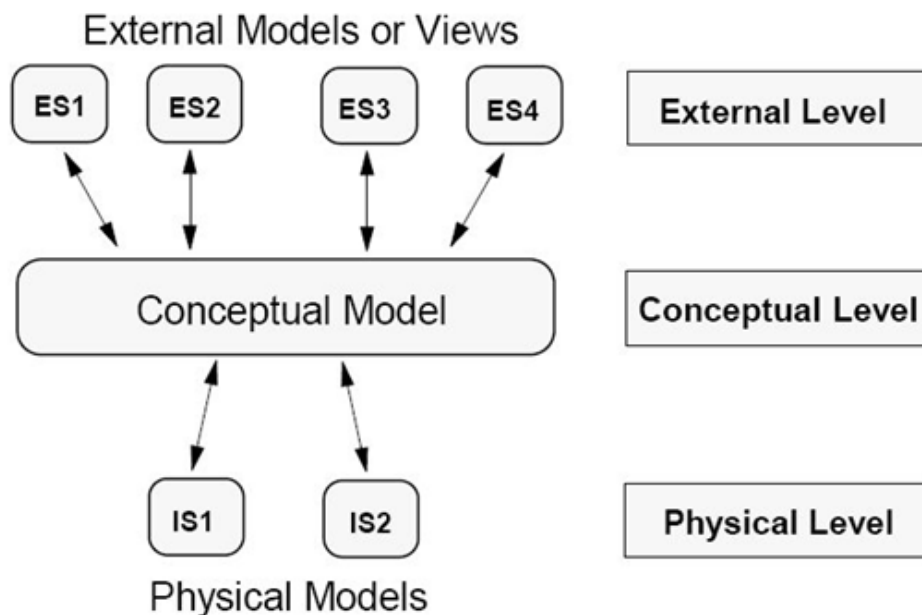 External Models or Views
ES1 ES2 ES3 ES4 External Level
Conceptual Model Conceptual Level
IS1 IS2 Physical Level
Physical Models